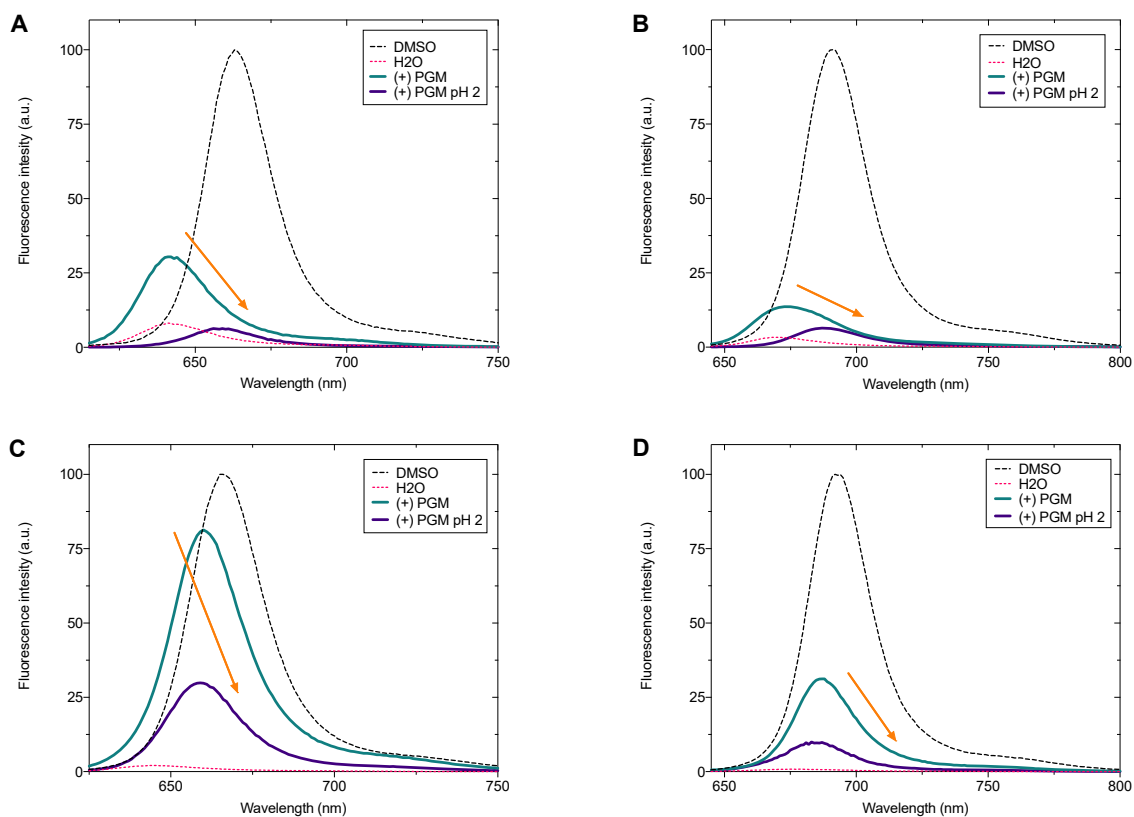 A
Fluorescence intesity (a.u.)
100
75
50
25
0
650
700
750
Wavelength (nm)
DMSO
H2O
(+) PGM
(+) PGM pH 2
B
Fluorescence intesity (a.u.)
100
75
50
25
0
650
700
750
800
Wavelength (nm)
DMSO
H2O
(+) PGM
(+) PGM pH 2
C
Fluorescence intesity (a.u.)
100
75
50
25
0
650
700
750
Wavelength (nm)
DMSO
H2O
(+) PGM
(+) PGM pH 2
D
Fluorescence intesity (a.u.)
100
75
50
25
0
650
700
750
800
Wavelength (nm)
DMSO
H2O
(+) PGM
(+) PGM pH 2